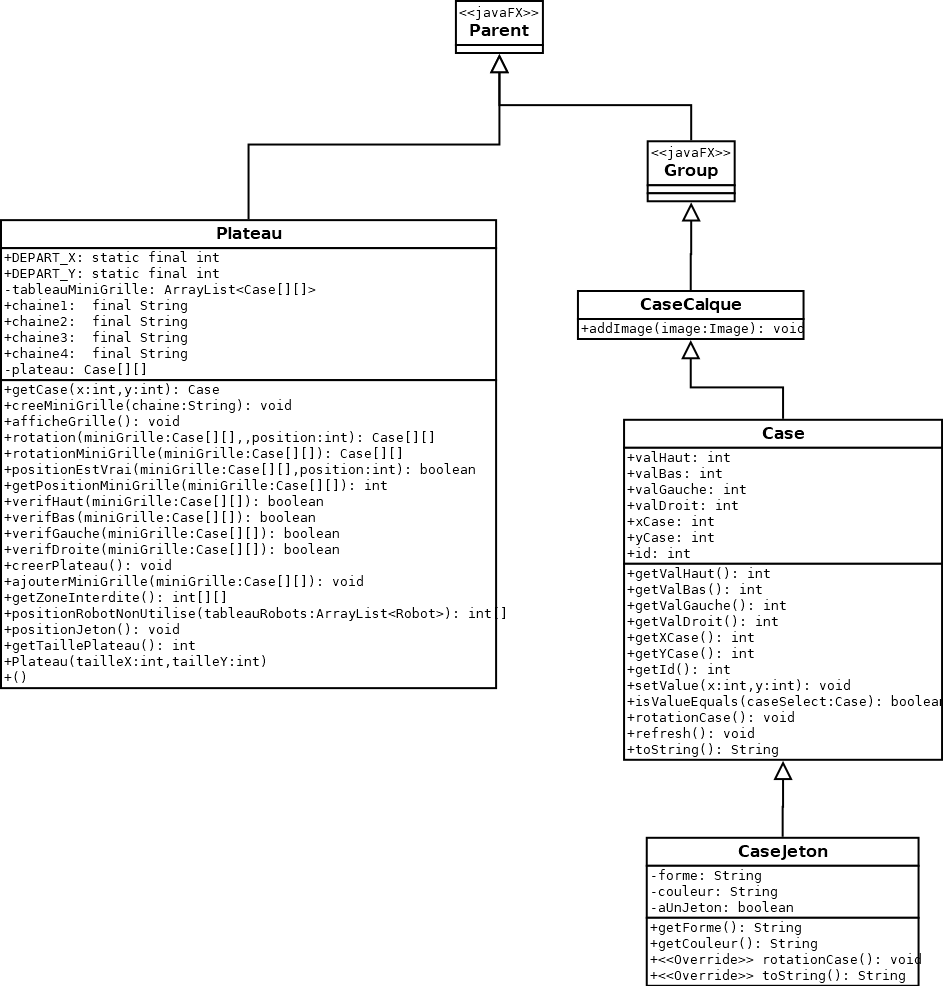 <<javaFX>>
Parent
<<javaFX>>
Group
Plateau
+DEPART_X: static final int
+DEPART_Y: static final int
-tableauMiniGrille: ArrayList<Case[][]>
+chaine1:  final String
+chaine2:  final String
+chaine3:  final String
+chaine4:  final String
-plateau: Case[][]
+getCase(x:int,y:int): Case
+creeMiniGrille(chaine:String): void
+afficheGrille(): void
+rotation(miniGrille:Case[][],,position:int): Case[][]
+rotationMiniGrille(miniGrille:Case[][]): Case[][]
+positionEstVrai(miniGrille:Case[][],position:int): boolean
+getPositionMiniGrille(miniGrille:Case[][]): int
+verifHaut(miniGrille:Case[][]): boolean
+verifBas(miniGrille:Case[][]): boolean
+verifGauche(miniGrille:Case[][]): boolean
+verifDroite(miniGrille:Case[][]): boolean
+creerPlateau(): void
+ajouterMiniGrille(miniGrille:Case[][]): void
+getZoneInterdite(): int[][]
+positionRobotNonUtilise(tableauRobots:ArrayList<Robot>): int[]
+positionJeton(): void
+getTaillePlateau(): int
+Plateau(tailleX:int,tailleY:int)
+()
CaseCalque
+addImage(image:Image): void
Case
+valHaut: int
+valBas: int
+valGauche: int
+valDroit: int
+xCase: int
+yCase: int
+id: int
+getValHaut(): int
+getValBas(): int
+getValGauche(): int
+getValDroit(): int
+getXCase(): int
+getYCase(): int
+getId(): int
+setValue(x:int,y:int): void
+isValueEquals(caseSelect:Case): boolean
+rotationCase(): void
+refresh(): void
+toString(): String
CaseJeton
-forme: String
-couleur: String
-aUnJeton: boolean
+getForme(): String
+getCouleur(): String
+<<Override>> rotationCase(): void
+<<Override>> toString(): String